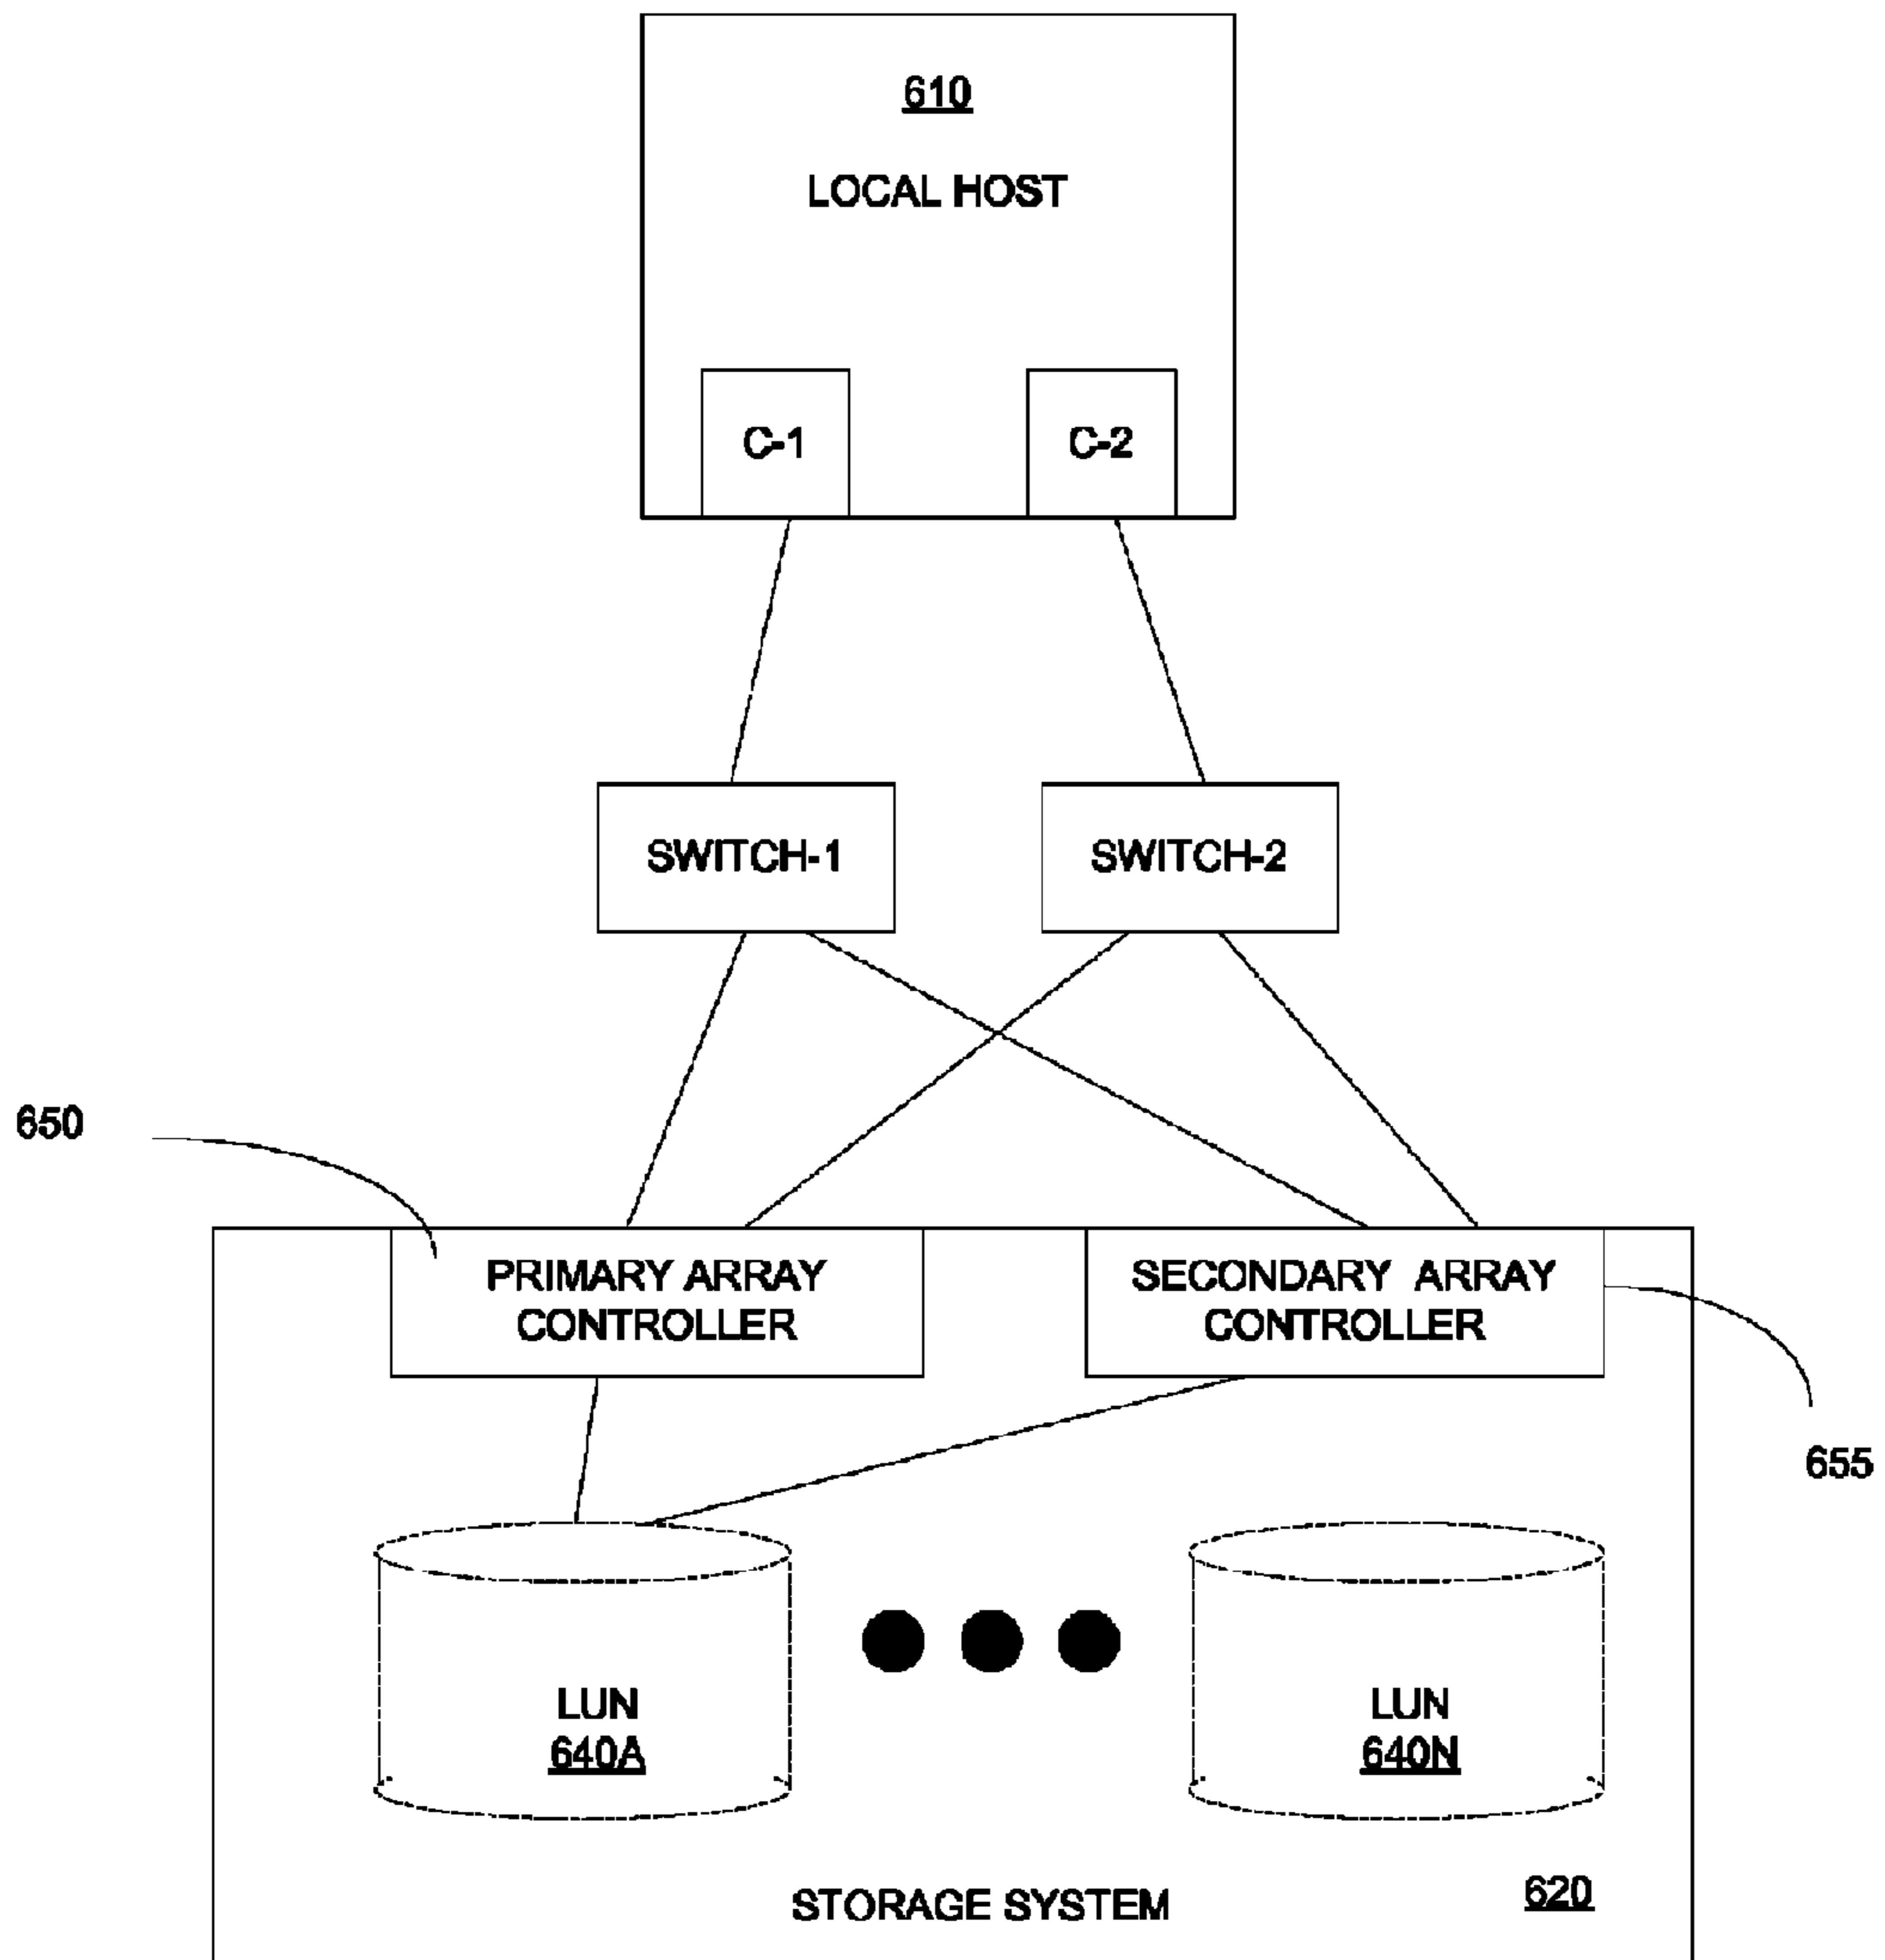 610
LOCAL HOST
C-1
C-2
SWITCH-1
SWITCH-2
650
PRIMARY ARRAY
CONTROLLER
SECONDARY ARRAY
CONTROLLER
655
LUN
640A
LUN
640N
STORAGE SYSTEM
620